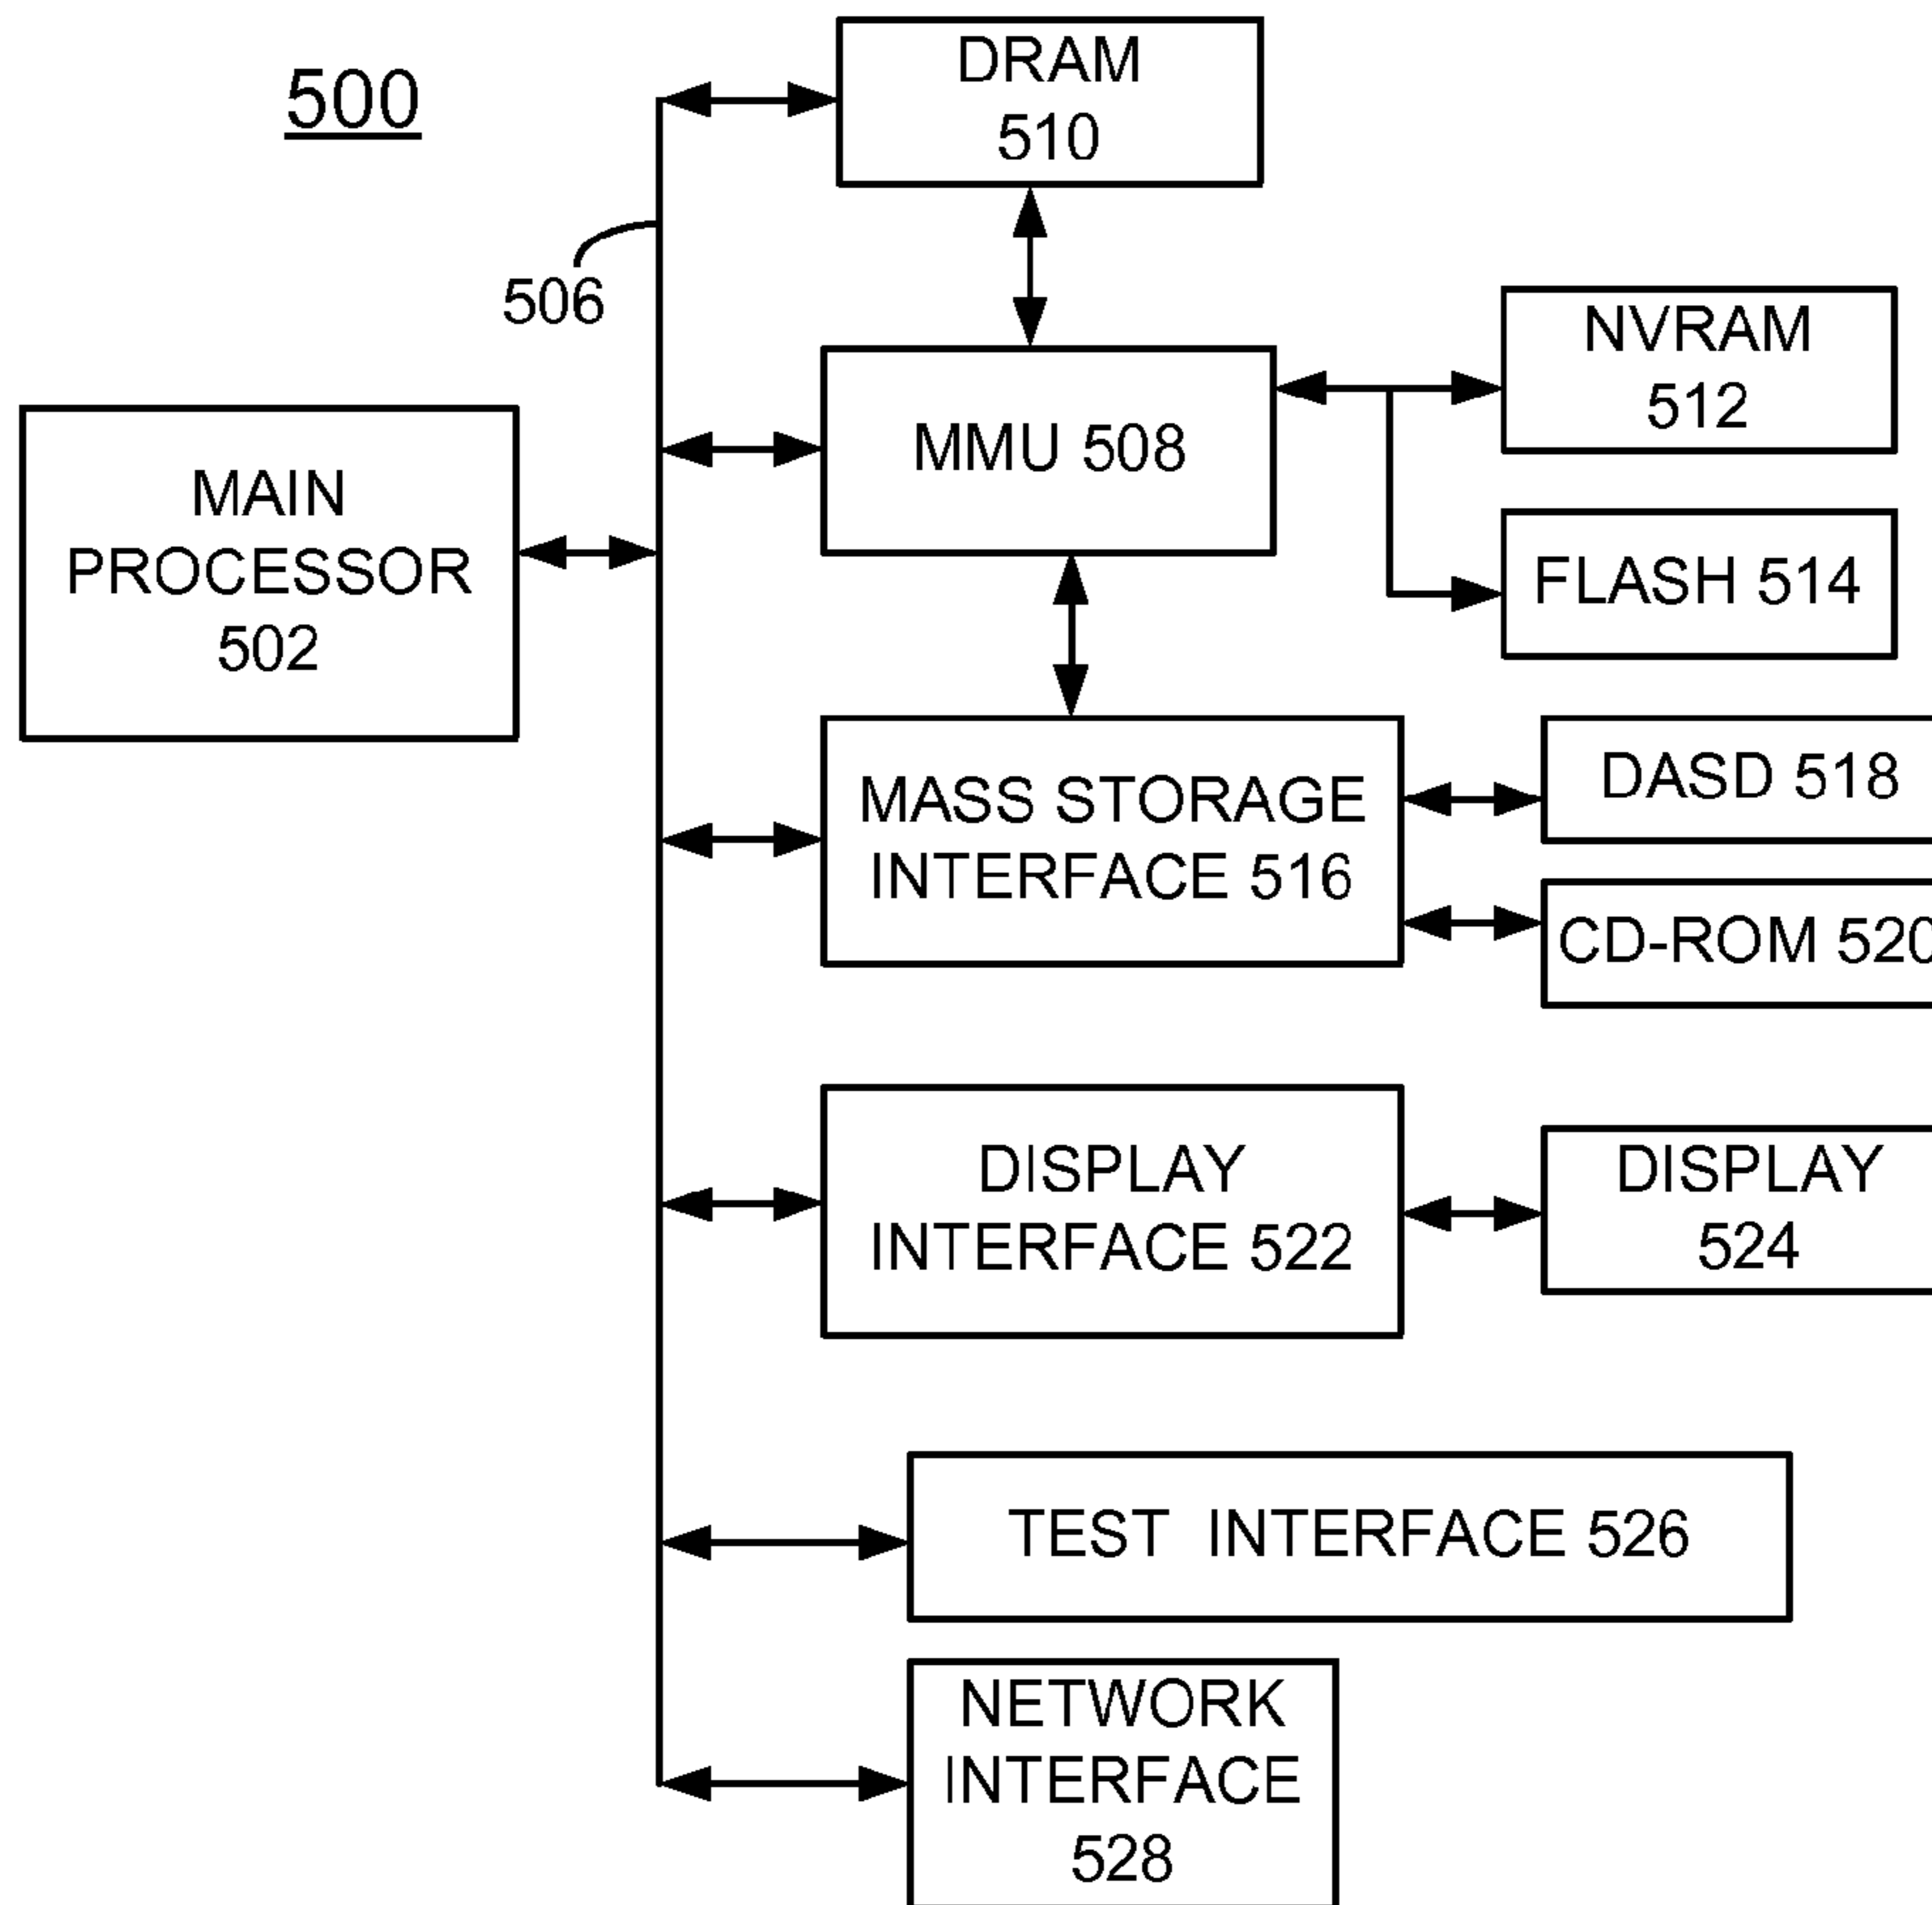 500
DRAM
510
506
NVRAM
512
MMU 508
MAIN
PROCESSOR
502
FLASH 514
MASS STORAGE
INTERFACE 516
DASD 518
CD-ROM 520
DISPLAY
INTERFACE 522
DISPLAY
524
TEST INTERFACE 526
NETWORK
INTERFACE
528